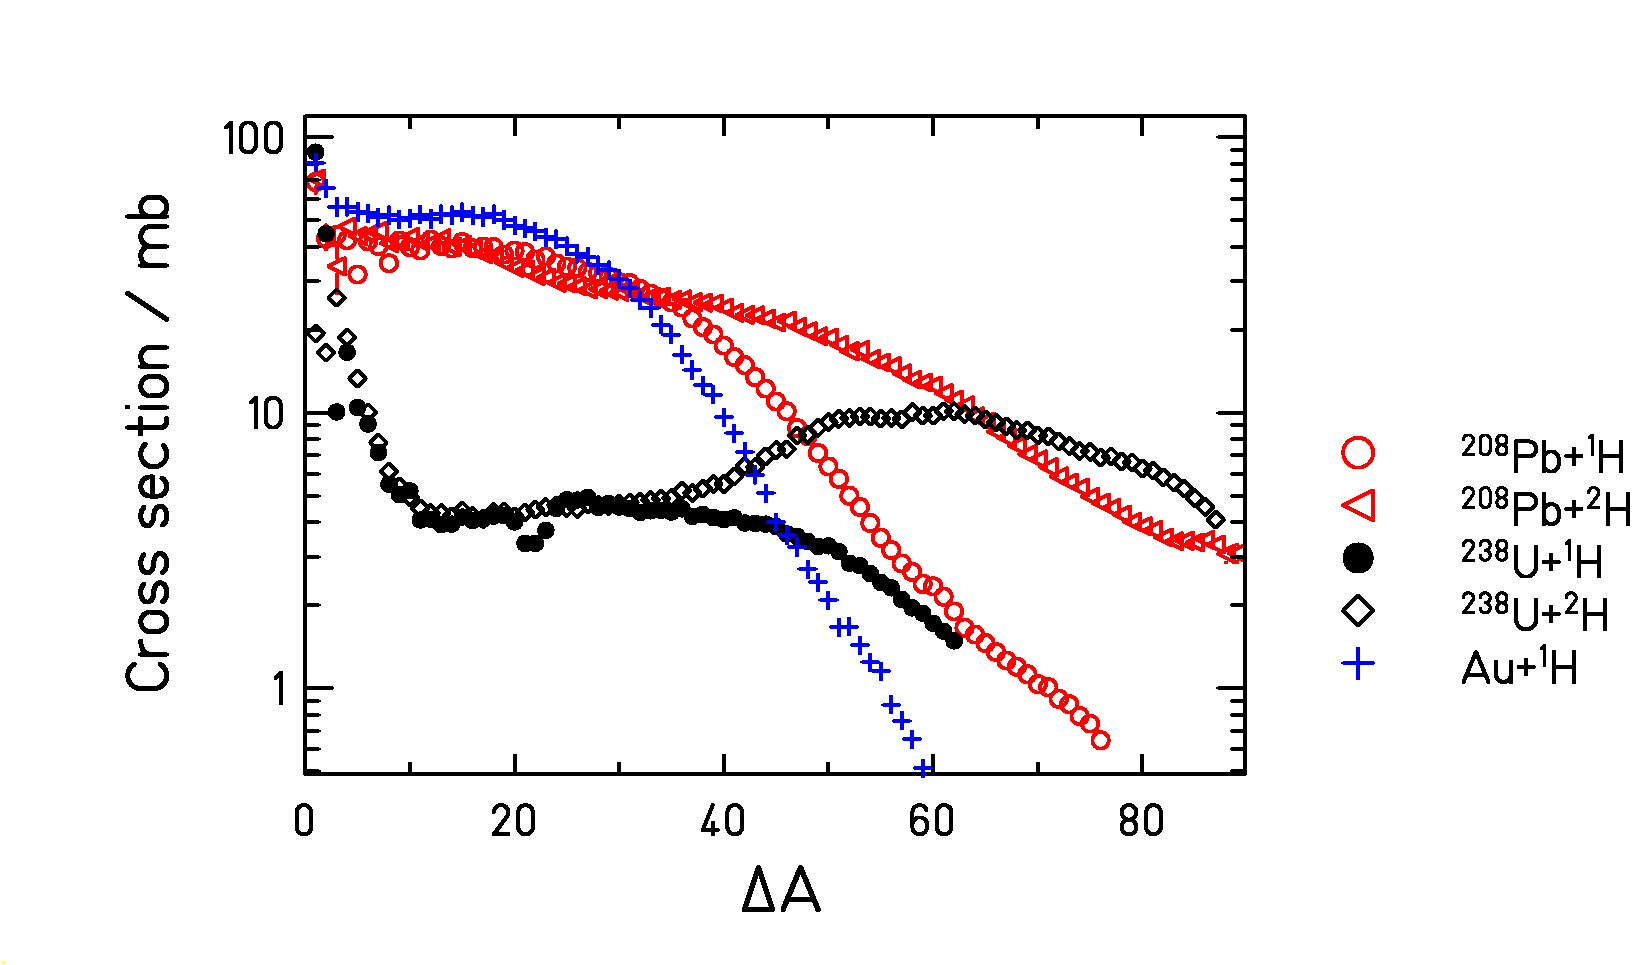 Cross section / mb
100
10
1
0 20 40 60 80
ΔA
²⁰⁸Pb+¹H
²⁰⁸Pb+²H
²³⁸U+¹H
²³⁸U+²H
Au+¹H